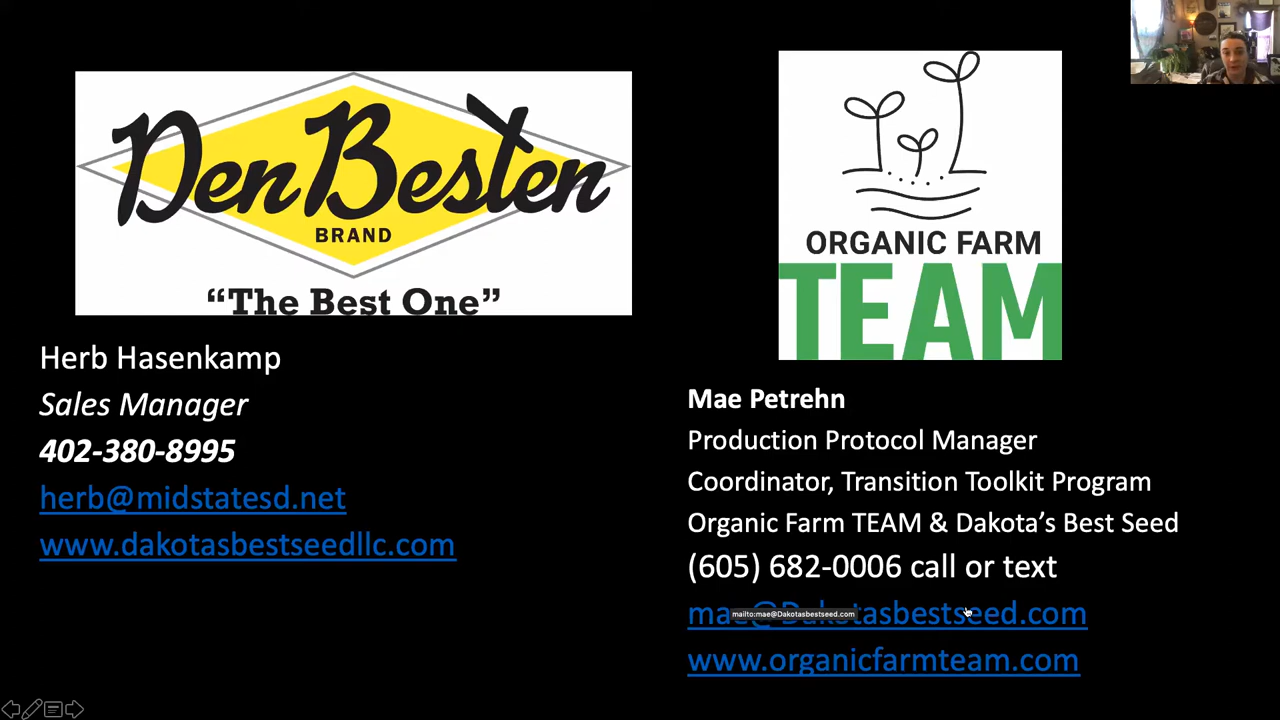 Den Besten
BRAND
“The Best One”
Herb Hasenkamp
Sales Manager
402-380-8995
herb@midstatesd.net
www.dakotasbestseedllc.com
ORGANIC FARM
TEAM
Mae Petrehn
Production Protocol Manager
Coordinator, Transition Toolkit Program
Organic Farm TEAM & Dakota’s Best Seed
(605) 682-0006 call or text
mae@Dakotasbestseed.com
mailto:mae@Dakotasbestseed.com
www.organicfarmteam.com